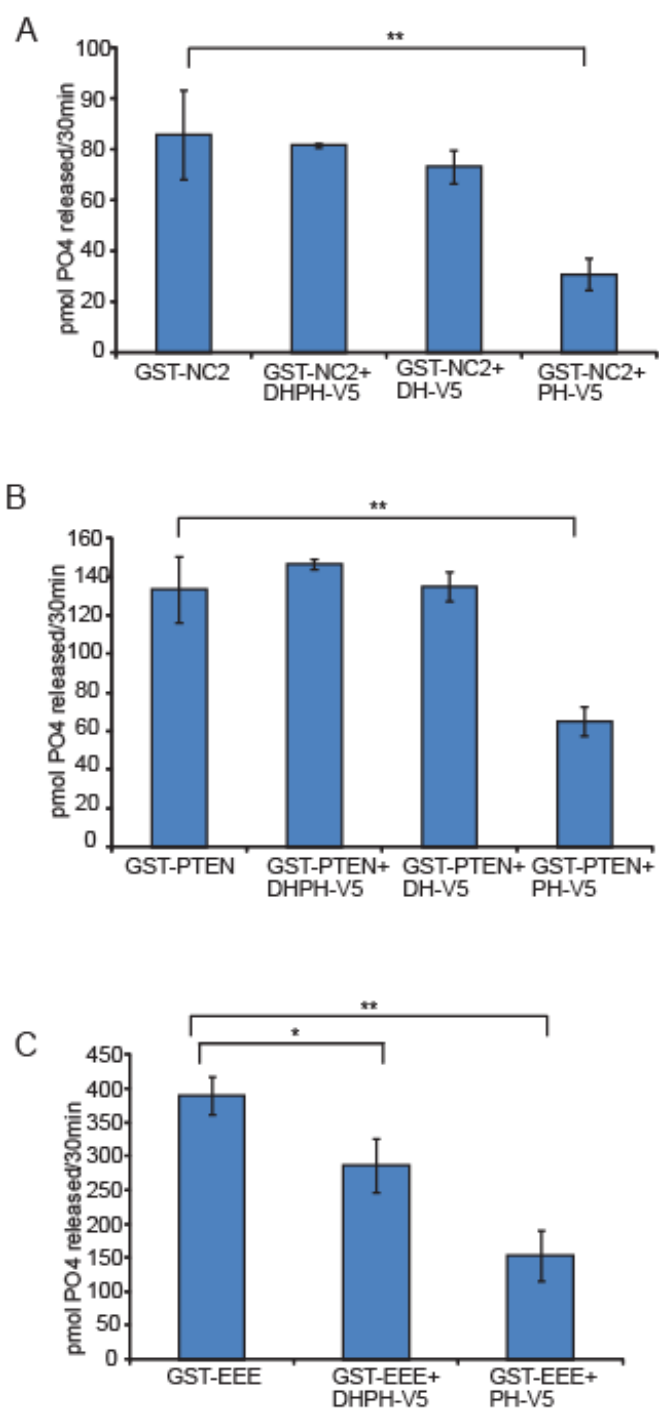 A
**
100
90
80
60
40
20
0
pmol PO4 released/30min
GST-NC2
GST-NC2+
DHPH-V5
GST-NC2+
DH-V5
GST-NC2+
PH-V5
B
**
160
140
120
100
80
60
40
20
0
pmol PO4 released/30min
GST-PTEN
GST-PTEN+
DHPH-V5
GST-PTEN+
DH-V5
GST-PTEN+
PH-V5
C
**
*
450
400
350
300
250
200
150
100
50
0
pmol PO4 released/30min
GST-EEE
GST-EEE+
DHPH-V5
GST-EEE+
PH-V5